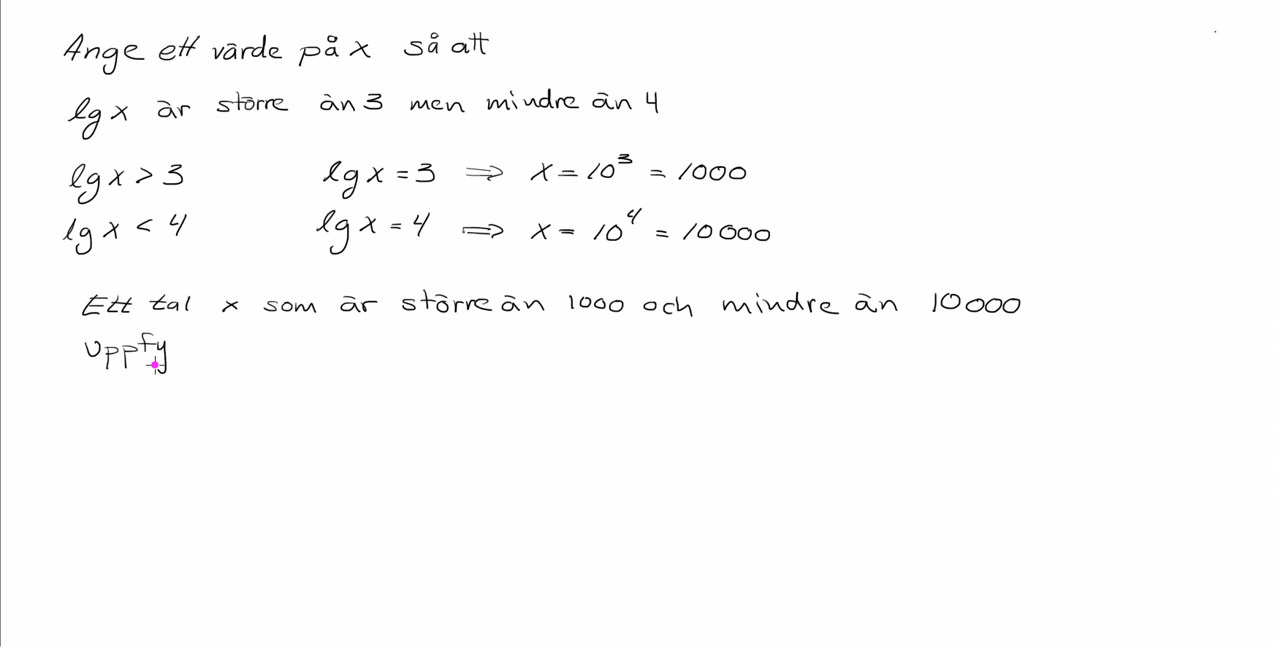 Ange ett värde på x så att
lg x är större än 3 men mindre än 4
lg x > 3 lg x = 3 ⇒ x = 10³ = 1000
lg x < 4 lg x = 4 ⇒ x = 10⁴ = 10000
Ett tal x som är större än 1000 och mindre än 10000
uppfy